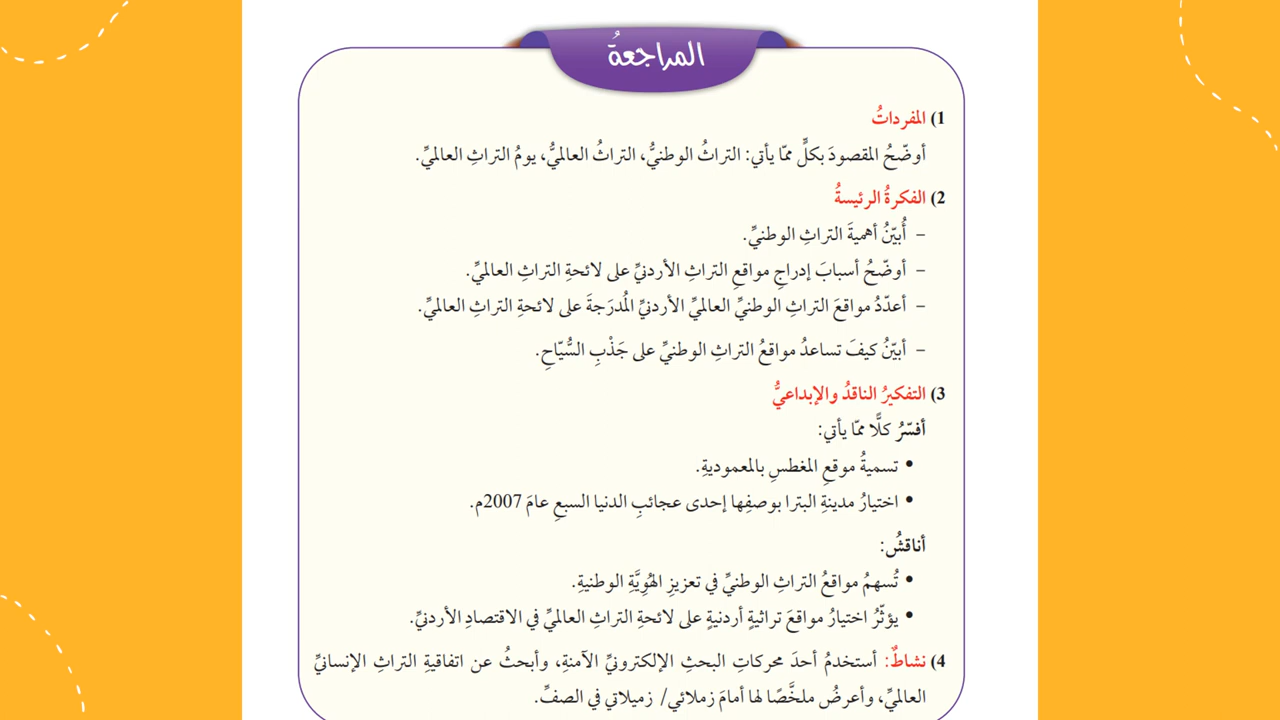 المراجعةُ
1) المفرداتُ
أوضّحُ المقصودَ بكلٍّ ممّا يأتي: التراثُ الوطنيُّ، التراثُ العالميُّ، يومُ التراثِ العالميِّ.
2) الفكرةُ الرئيسةُ
– أُبيّنُ أهميةَ التراثِ الوطنيِّ.
– أوضّحُ أسبابَ إدراجِ مواقعِ التراثِ الأردنيِّ على لائحةِ التراثِ العالميِّ.
– أعدّدُ مواقعَ التراثِ الوطنيِّ العالميِّ الأردنيِّ المُدرَجةَ على لائحةِ التراثِ العالميِّ.
– أبيّنُ كيفَ تساعدُ مواقعُ التراثِ الوطنيِّ على جَذْبِ السُّيّاحِ.
3) التفكيرُ الناقدُ والإبداعيُّ
أفسّرُ كلًّا ممّا يأتي:
• تسميةُ موقعِ المغطسِ بالمعموديةِ.
• اختيارُ مدينةِ البترا بوصفِها إحدى عجائبِ الدنيا السبعِ عامَ 2007م.
أناقشُ:
• تُسهمُ مواقعُ التراثِ الوطنيِّ في تعزيزِ الهُوِيَّةِ الوطنيةِ.
• يؤثّرُ اختيارُ مواقعَ تراثيةٍ أردنيةٍ على لائحةِ التراثِ العالميِّ في الاقتصادِ الأردنيِّ.
4) نشاطٌ: أستخدمُ أحدَ محركاتِ البحثِ الإلكترونيِّ الآمنةِ، وأبحثُ عن اتفاقيةِ التراثِ الإنسانيِّ
العالميِّ، وأعرضُ ملخَّصًا لها أمامَ زملائي/ زميلاتي في الصفِّ.